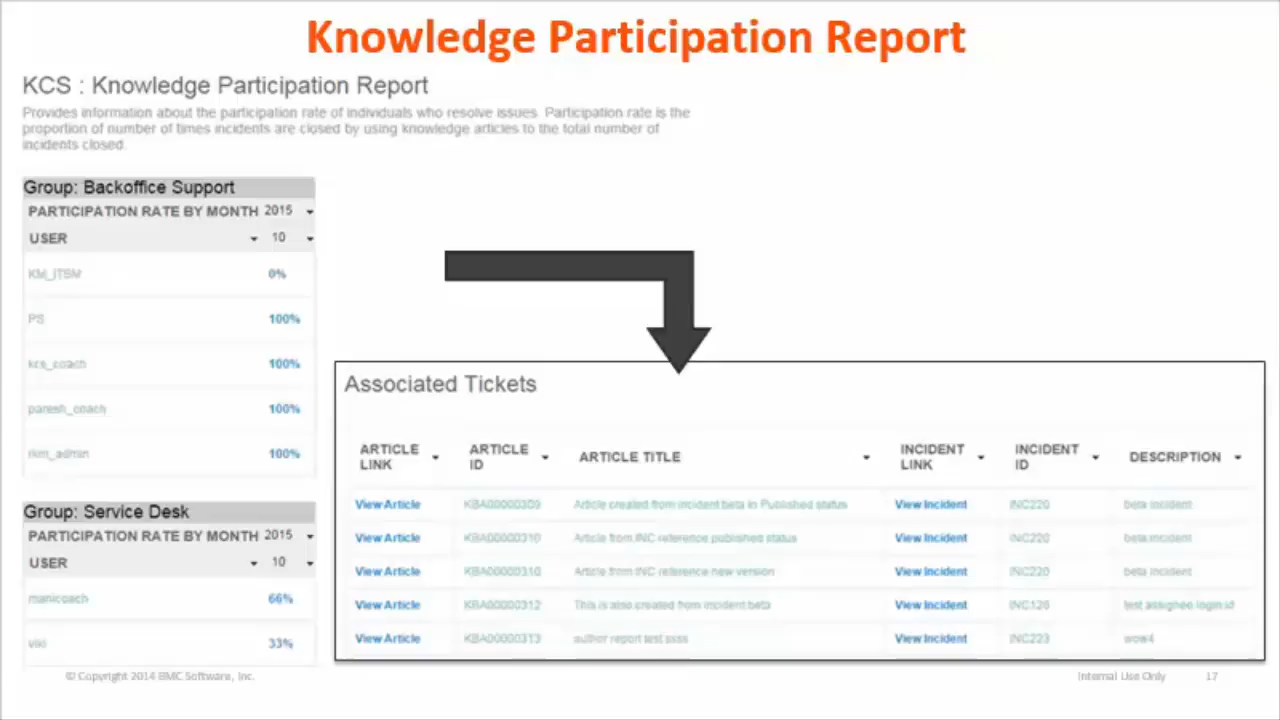 Knowledge Participation Report
KCS : Knowledge Participation Report
Provides information about the participation rate of individuals who resolve issues. Participation rate is the
proportion of number of times incidents are closed by using knowledge articles to the total number of
incidents closed.
Group: Backoffice Support
PARTICIPATION RATE BY MONTH 2015
USER 10
KM_ITSM 0%
PS 100%
kcs_coach 100%
paresh_coach 100%
rkm_admin 100%
Group: Service Desk
PARTICIPATION RATE BY MONTH 2015
USER 10
manicoach 66%
33%
Associated Tickets
ARTICLE LINK ARTICLE ID ARTICLE TITLE INCIDENT LINK INCIDENT ID DESCRIPTION
View Article KBA00000309 Article created from incident beta in Published status View Incident INC220 beta incident
View Article KBA00000310 Article from INC reference published status View Incident INC220 beta incident
View Article KBA00000310 Article from INC reference new version View Incident INC220 beta incident
View Article KBA00000312 This is also created from incident beta View Incident INC126 test assignee login id
View Article KBA00000313 author report test View Incident INC223 wow4
© Copyright 2014 BMC Software, Inc.
Internal Use Only 17